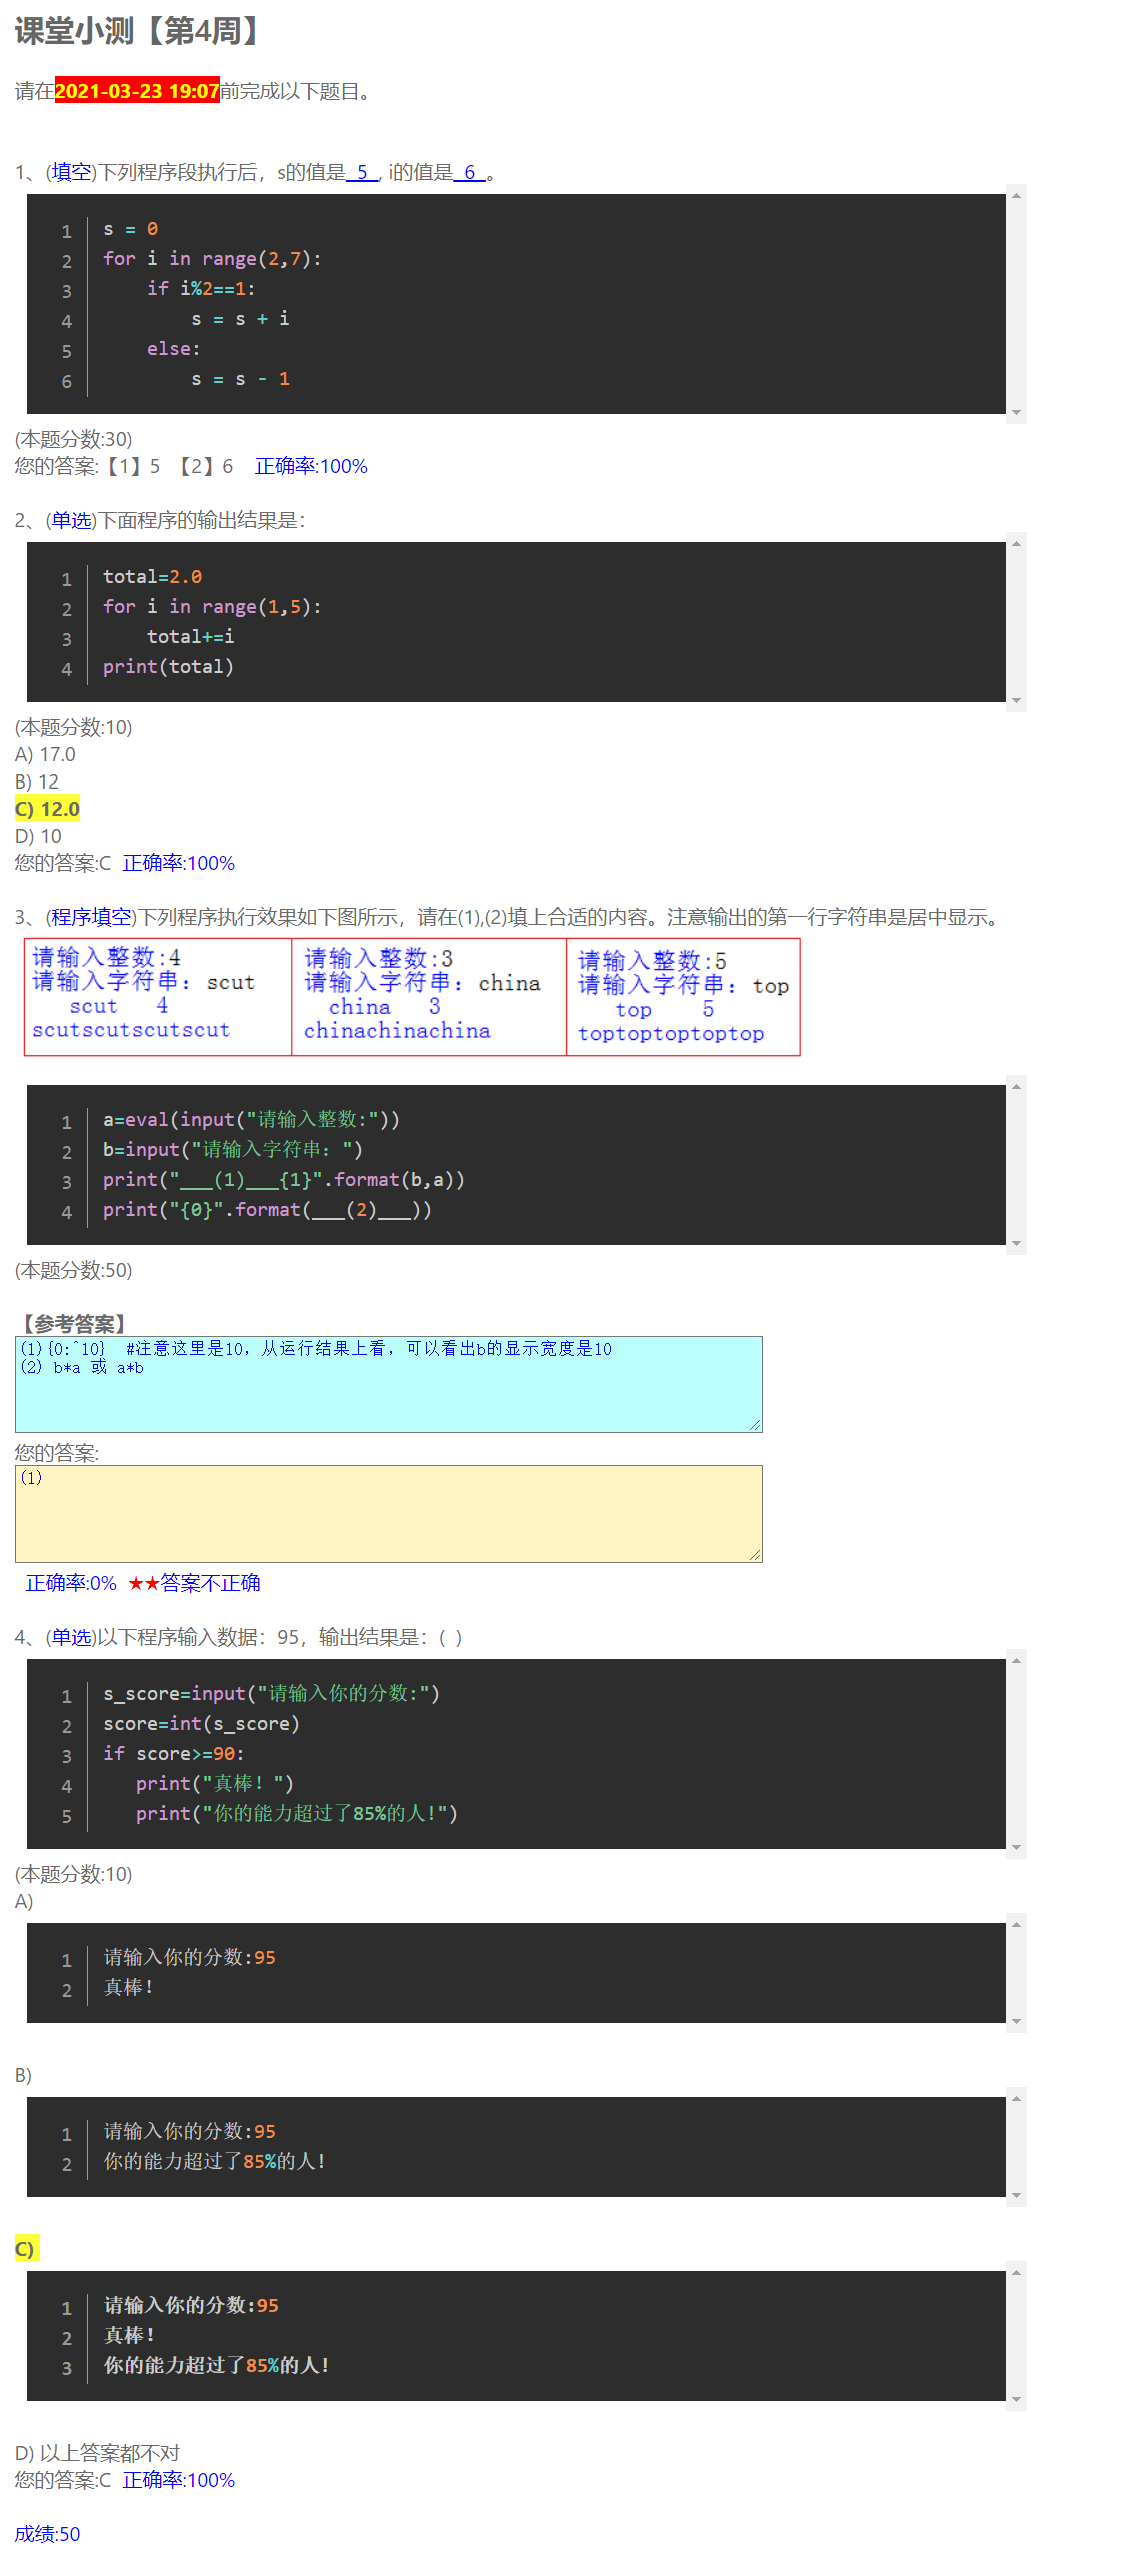 课堂小测【第4周】
请在2021-03-23 19:07前完成以下题目。
1、(填空)下列程序段执行后，s的值是_5_, i的值是_6_。
1 s = 0
2 for i in range(2,7):
3     if i%2==1:
4         s = s + i
5     else:
6         s = s - 1
(本题分数:30)
您的答案:【1】5 【2】6 正确率:100%
2、(单选)下面程序的输出结果是：
1 total=2.0
2 for i in range(1,5):
3     total+=i
4 print(total)
(本题分数:10)
A) 17.0
B) 12
C) 12.0
D) 10
您的答案:C 正确率:100%
3、(程序填空)下列程序执行效果如下图所示，请在(1),(2)填上合适的内容。注意输出的第一行字符串是居中显示。
请输入整数:4
请输入字符串：scut
   scut   4
scutscutscutscut
请输入整数:3
请输入字符串：china
  china   3
chinachinachina
请输入整数:5
请输入字符串：top
   top    5
toptoptoptoptop
1 a=eval(input("请输入整数:"))
2 b=input("请输入字符串：")
3 print("___(1)___{1}".format(b,a))
4 print("{0}".format(___(2)___))
(本题分数:50)
【参考答案】
(1){0:^10}  #注意这里是10，从运行结果上看，可以看出b的显示宽度是10
(2) b*a 或 a*b
您的答案:
(1)
正确率:0% ★★答案不正确
4、(单选)以下程序输入数据：95，输出结果是：( )
1 s_score=input("请输入你的分数:")
2 score=int(s_score)
3 if score>=90:
4    print("真棒！")
5    print("你的能力超过了85%的人!")
(本题分数:10)
A)
1 请输入你的分数:95
2 真棒！
B)
1 请输入你的分数:95
2 你的能力超过了85%的人!
C)
1 请输入你的分数:95
2 真棒！
3 你的能力超过了85%的人!
D) 以上答案都不对
您的答案:C 正确率:100%
成绩:50